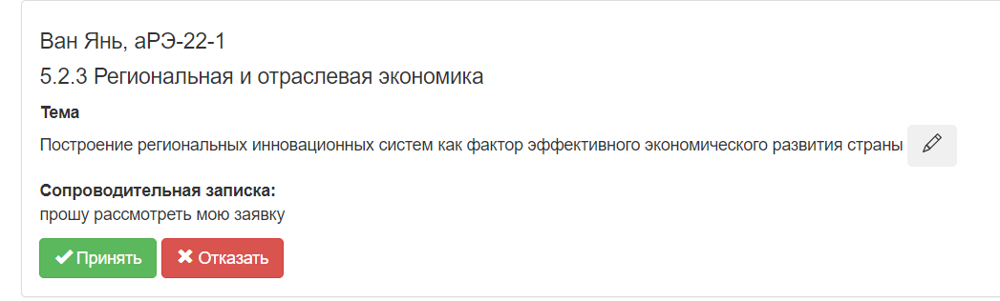 Ван Янь, аРЭ-22-1
5.2.3 Региональная и отраслевая экономика
Тема
Построение региональных инновационных систем как фактор эффективного экономического развития страны
Сопроводительная записка:
прошу рассмотреть мою заявку
Принять Отказать